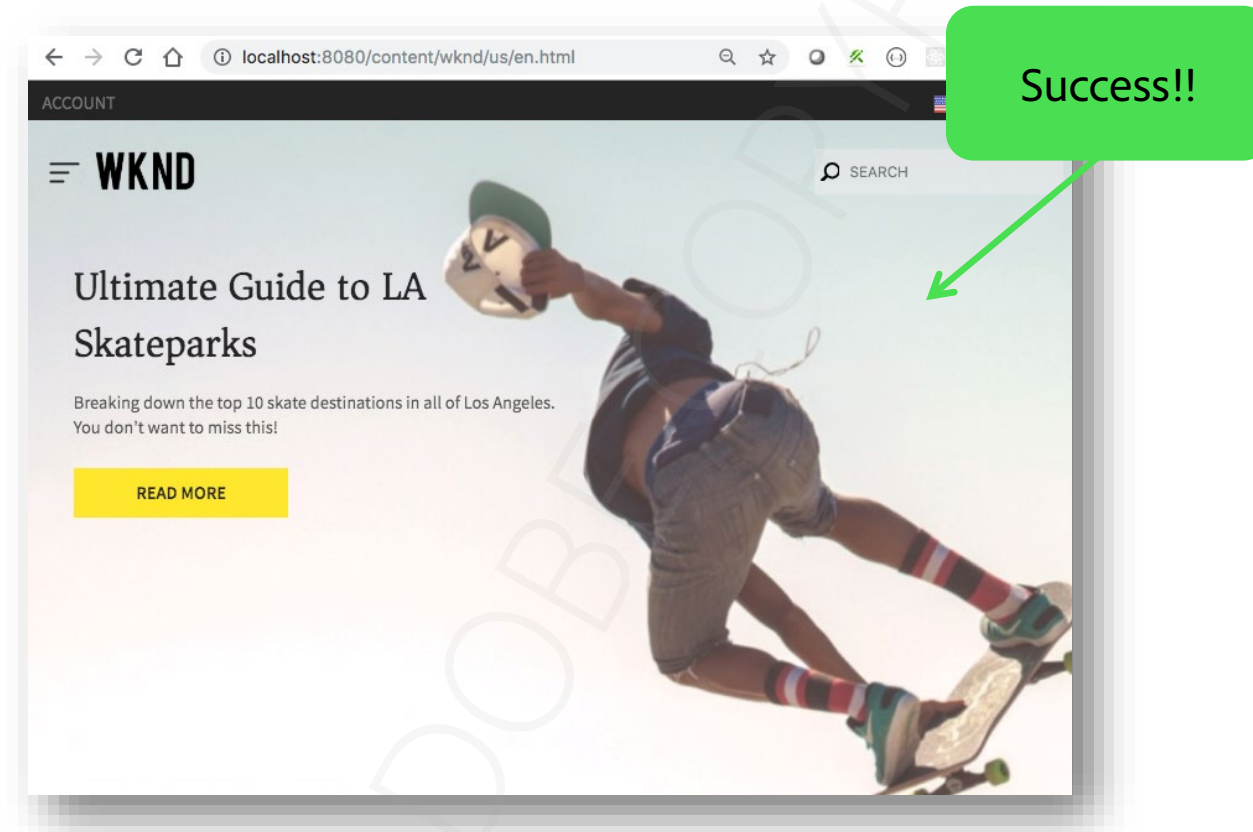 localhost:8080/content/wknd/us/en.html
Success!!
ACCOUNT
WKND
SEARCH
Ultimate Guide to LA
Skateparks
Breaking down the top 10 skate destinations in all of Los Angeles.
You don't want to miss this!
READ MORE